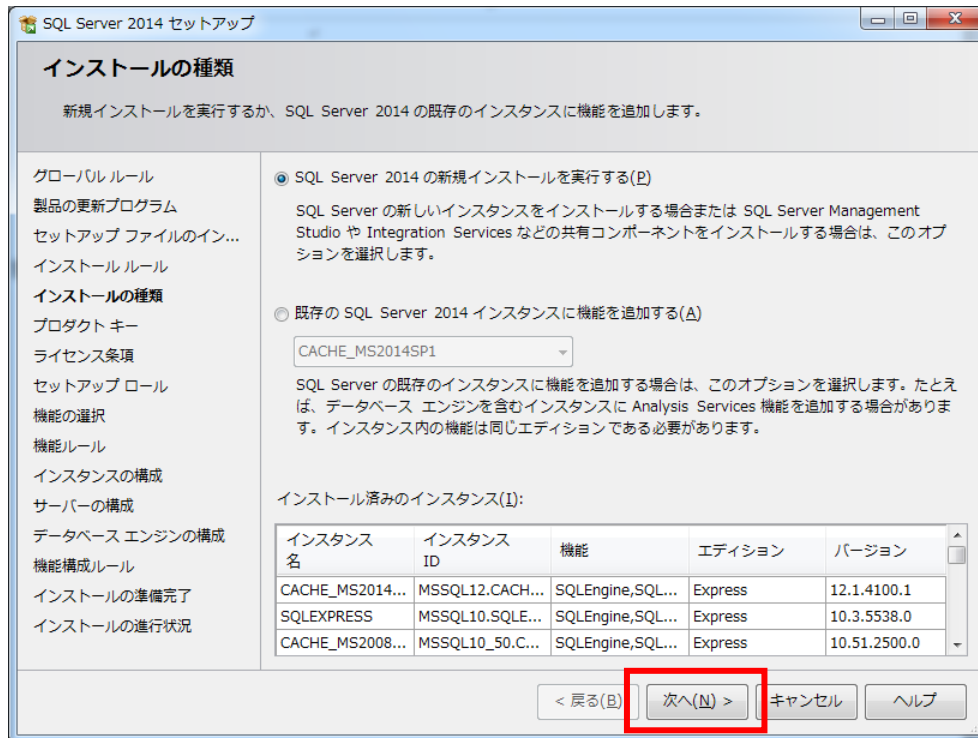 SQL Server 2014 セットアップ
インストールの種類
新規インストールを実行するか、SQL Server 2014 の既存のインスタンスに機能を追加します。
グローバル ルール
製品の更新プログラム
セットアップ ファイルのイン...
インストール ルール
インストールの種類
プロダクト キー
ライセンス条項
セットアップ ロール
機能の選択
機能ルール
インスタンスの構成
サーバーの構成
データベース エンジンの構成
機能構成ルール
インストールの準備完了
インストールの進行状況
SQL Server 2014 の新規インストールを実行する(P)
SQL Server の新しいインスタンスをインストールする場合または SQL Server Management
Studio や Integration Services などの共有コンポーネントをインストールする場合は、このオプ
ションを選択します。
既存の SQL Server 2014 インスタンスに機能を追加する(A)
CACHE_MS2014SP1
SQL Server の既存のインスタンスに機能を追加する場合は、このオプションを選択します。たとえ
ば、データベース エンジンを含むインスタンスに Analysis Services 機能を追加する場合がありま
す。インスタンス内の機能は同じエディションである必要があります。
インストール済みのインスタンス(I):
インスタンス名 インスタンス ID 機能 エディション バージョン
CACHE_MS2014... MSSQL12.CACH... SQLEngine,SQL... Express 12.1.4100.1
SQLEXPRESS MSSQL10.SQLE... SQLEngine,SQL... Express 10.3.5538.0
CACHE_MS2008... MSSQL10_50.C... SQLEngine,SQL... Express 10.51.2500.0
< 戻る(B) 次へ(N) > キャンセル ヘルプ